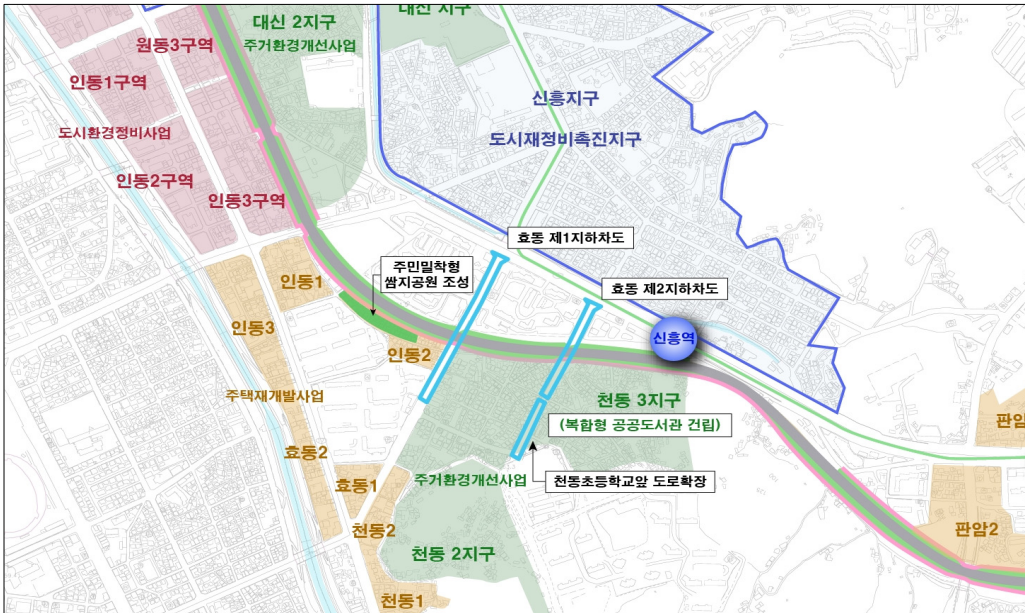 대신 2지구
주거환경개선사업
대신 지구
원동3구역
인동1구역
도시환경정비사업
인동2구역
인동3구역
신흥지구
도시재정비촉진지구
효동 제1지하차도
주민밀착형
쌈지공원 조성
효동 제2지하차도
인동1
인동3
신흥역
인동2
주택재개발사업
천동 3지구
(복합형 공공도서관 건립)
판암
효동2
주거환경개선사업
천동초등학교앞 도로확장
효동1
천동2
천동 2지구
판암2
천동1